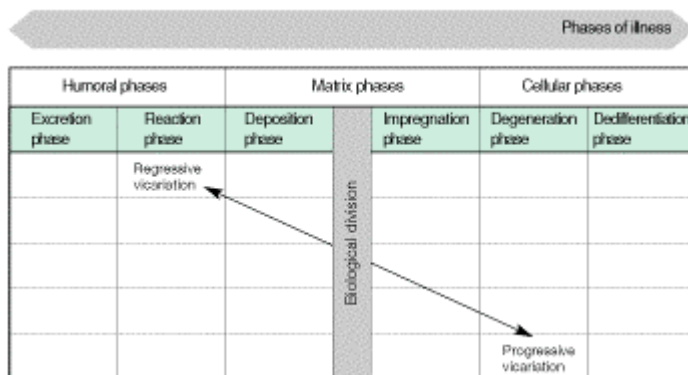 Phases of illness
Humoral phases Matrix phases Cellular phases
Excretion phase Reaction phase Deposition phase Impregnation phase Degeneration phase Dedifferentiation phase
Regressive
vicariation
Biological division
Progressive
vicariation